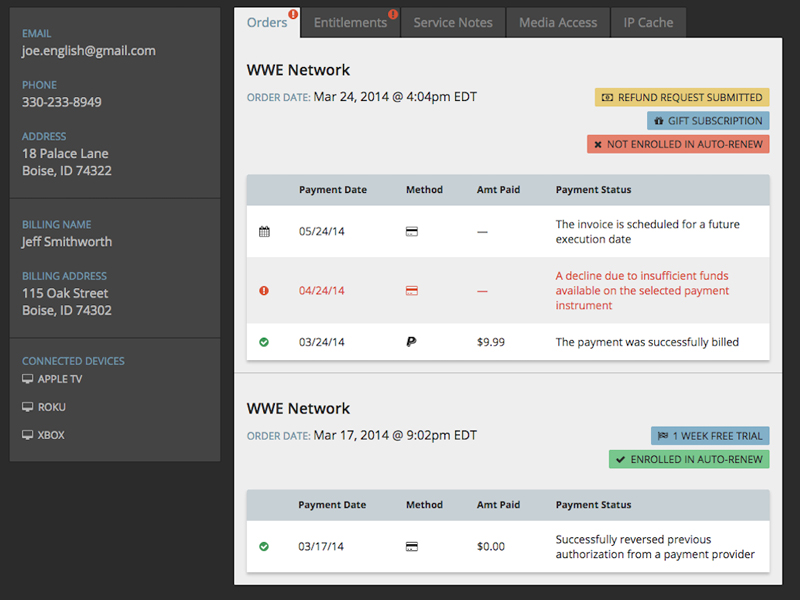 EMAIL
joe.english@gmail.com
PHONE
330-233-8949
ADDRESS
18 Palace Lane
Boise, ID 74322
BILLING NAME
Jeff Smithworth
BILLING ADDRESS
115 Oak Street
Boise, ID 74302
CONNECTED DEVICES
APPLE TV
ROKU
XBOX
Orders Entitlements Service Notes Media Access IP Cache
WWE Network
ORDER DATE: Mar 24, 2014 @ 4:04pm EDT
REFUND REQUEST SUBMITTED
GIFT SUBSCRIPTION
NOT ENROLLED IN AUTO-RENEW
Payment Date Method Amt Paid Payment Status
05/24/14 — The invoice is scheduled for a future
execution date
04/24/14 — A decline due to insufficient funds
available on the selected payment
instrument
03/24/14 $9.99 The payment was successfully billed
WWE Network
ORDER DATE: Mar 17, 2014 @ 9:02pm EDT
1 WEEK FREE TRIAL
ENROLLED IN AUTO-RENEW
Payment Date Method Amt Paid Payment Status
03/17/14 $0.00 Successfully reversed previous
authorization from a payment provider